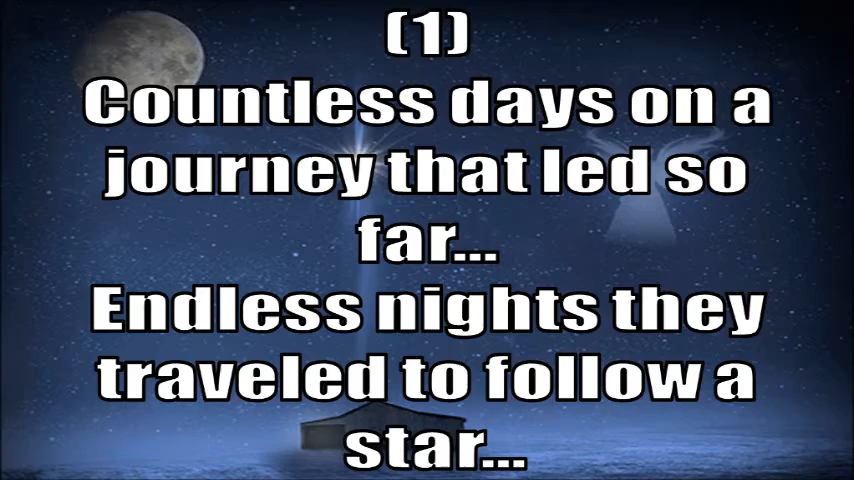 (1)
Countless days on a
journey that led so
far...
Endless nights they
traveled to follow a
star...